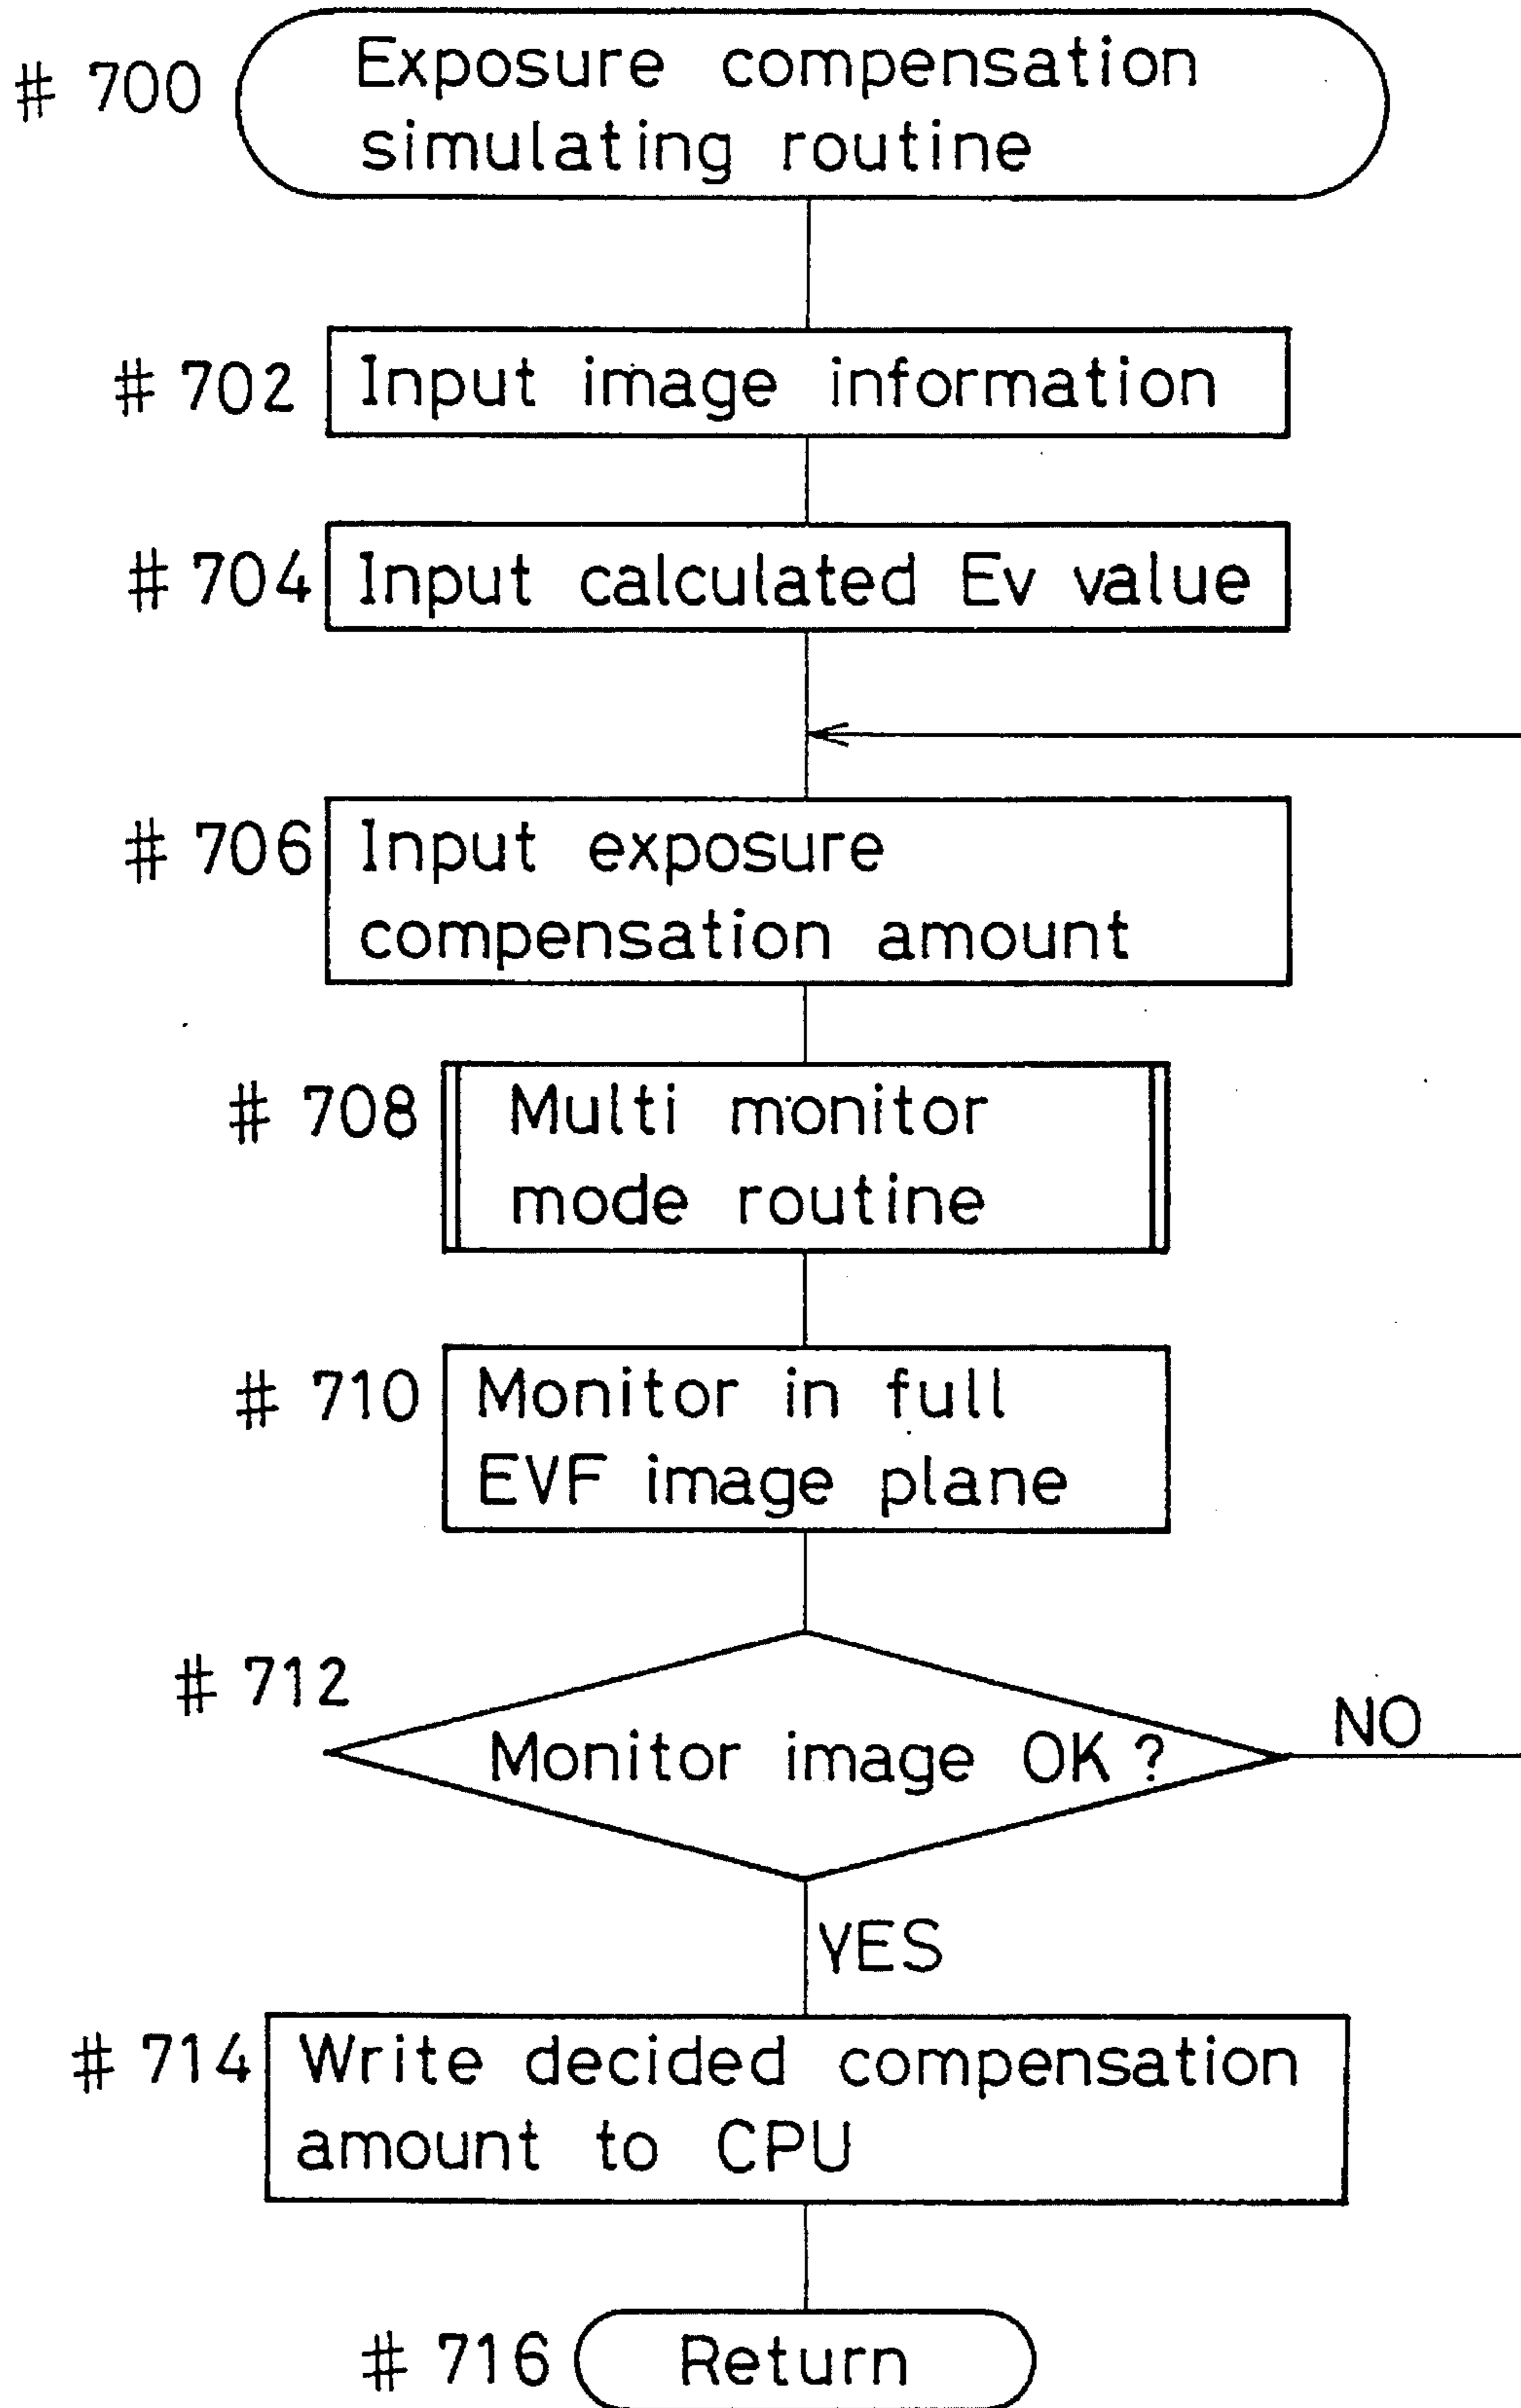 # 700
Exposure compensation
simulating routine
# 702
Input image information
# 704
Input calculated Ev value
# 706
Input exposure
compensation amount
# 708
Multi monitor
mode routine
# 710
Monitor in full
EVF image plane
# 712
Monitor image OK ?
NO
YES
# 714
Write decided compensation
amount to CPU
# 716
Return